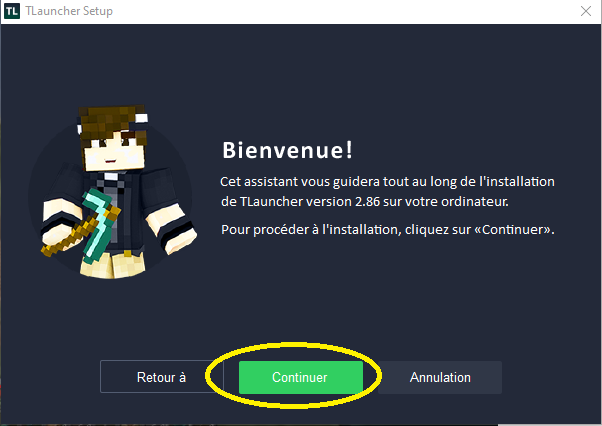 TL TLauncher Setup
Bienvenue!
Cet assistant vous guidera tout au long de l'installation
de TLauncher version 2.86 sur votre ordinateur.
Pour procéder à l'installation, cliquez sur «Continuer».
Retour à Continuer Annulation